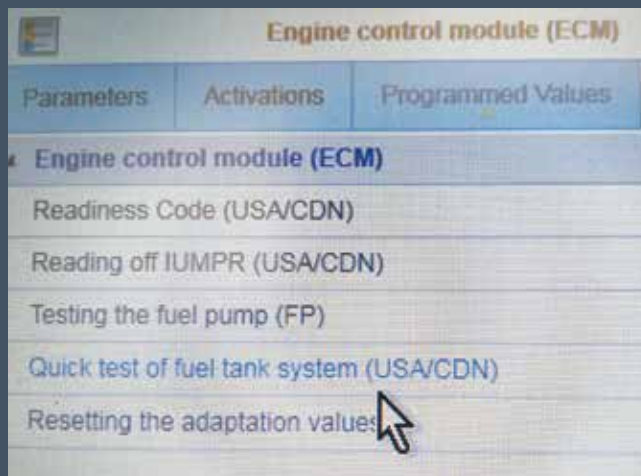 Engine control module (ECM)
Parameters Activations Programmed Values
Engine control module (ECM)
Readiness Code (USA/CDN)
Reading off IUMPR (USA/CDN)
Testing the fuel pump (FP)
Quick test of fuel tank system (USA/CDN)
Resetting the adaptation values